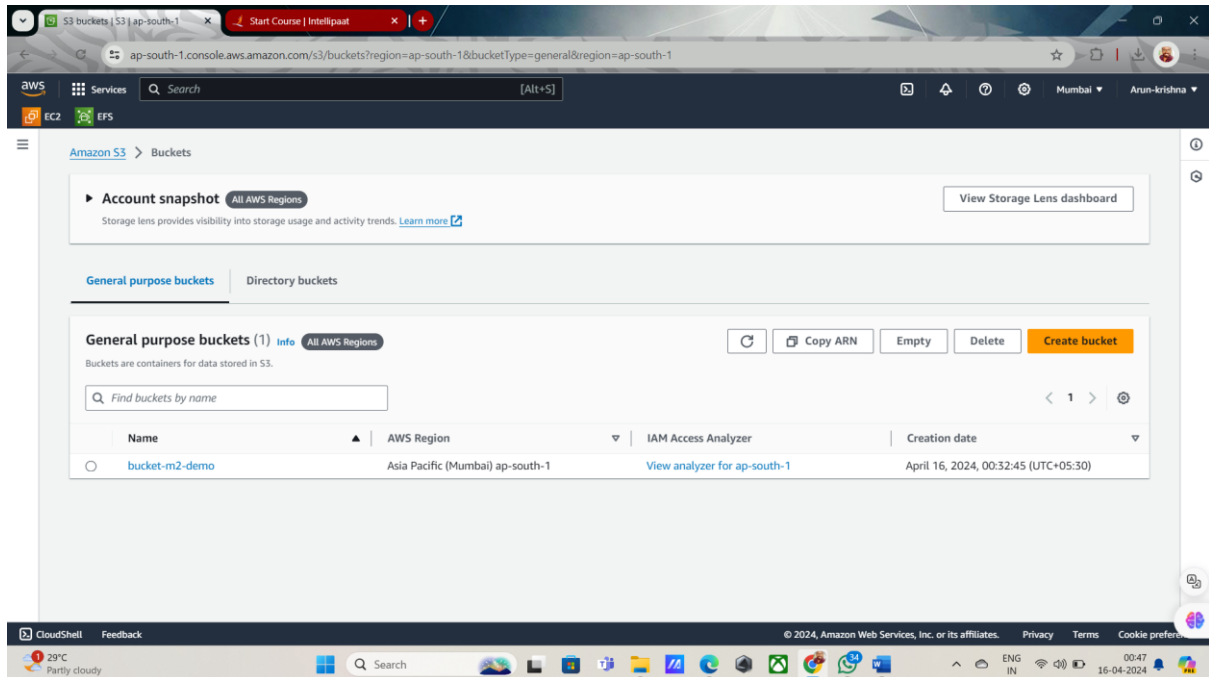 S3 buckets | S3 | ap-south-1
Start Course | Intellipaat
ap-south-1.console.aws.amazon.com/s3/buckets?region=ap-south-1&bucketType=general&region=ap-south-1
aws Services Search [Alt+S] Mumbai Arun-krishna
EC2 EFS
Amazon S3 > Buckets
Account snapshot All AWS Regions View Storage Lens dashboard
Storage lens provides visibility into storage usage and activity trends. Learn more
General purpose buckets Directory buckets
General purpose buckets (1) Info All AWS Regions Copy ARN Empty Delete Create bucket
Buckets are containers for data stored in S3.
Find buckets by name < 1 >
Name AWS Region IAM Access Analyzer Creation date
bucket-m2-demo Asia Pacific (Mumbai) ap-south-1 View analyzer for ap-south-1 April 16, 2024, 00:32:45 (UTC+05:30)
CloudShell Feedback © 2024, Amazon Web Services, Inc. or its affiliates. Privacy Terms Cookie prefere
1 29°C Search 34 ENG 00:47
Partly cloudy IN 16-04-2024